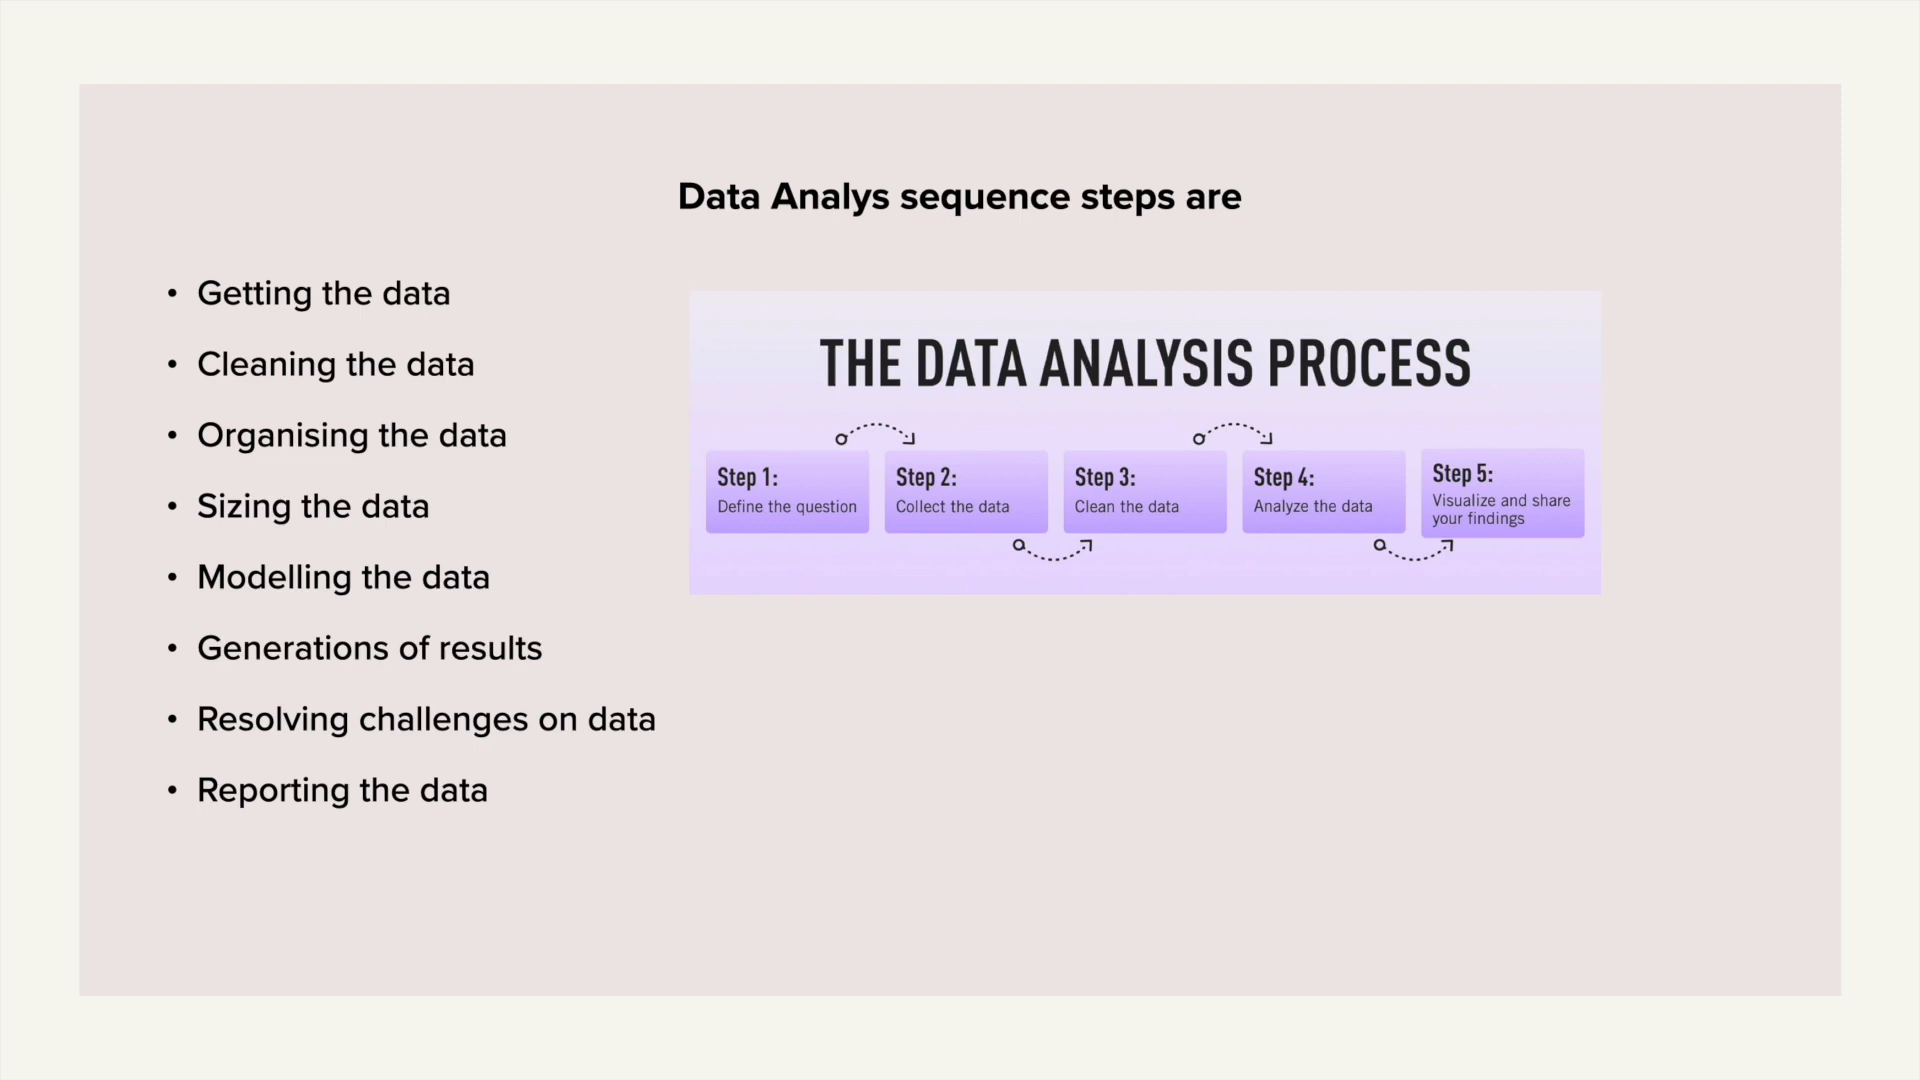 Data Analys sequence steps are
• Getting the data
• Cleaning the data
• Organising the data
• Sizing the data
• Modelling the data
• Generations of results
• Resolving challenges on data
• Reporting the data
THE DATA ANALYSIS PROCESS
Step 1:
Define the question
Step 2:
Collect the data
Step 3:
Clean the data
Step 4:
Analyze the data
Step 5:
Visualize and share
your findings